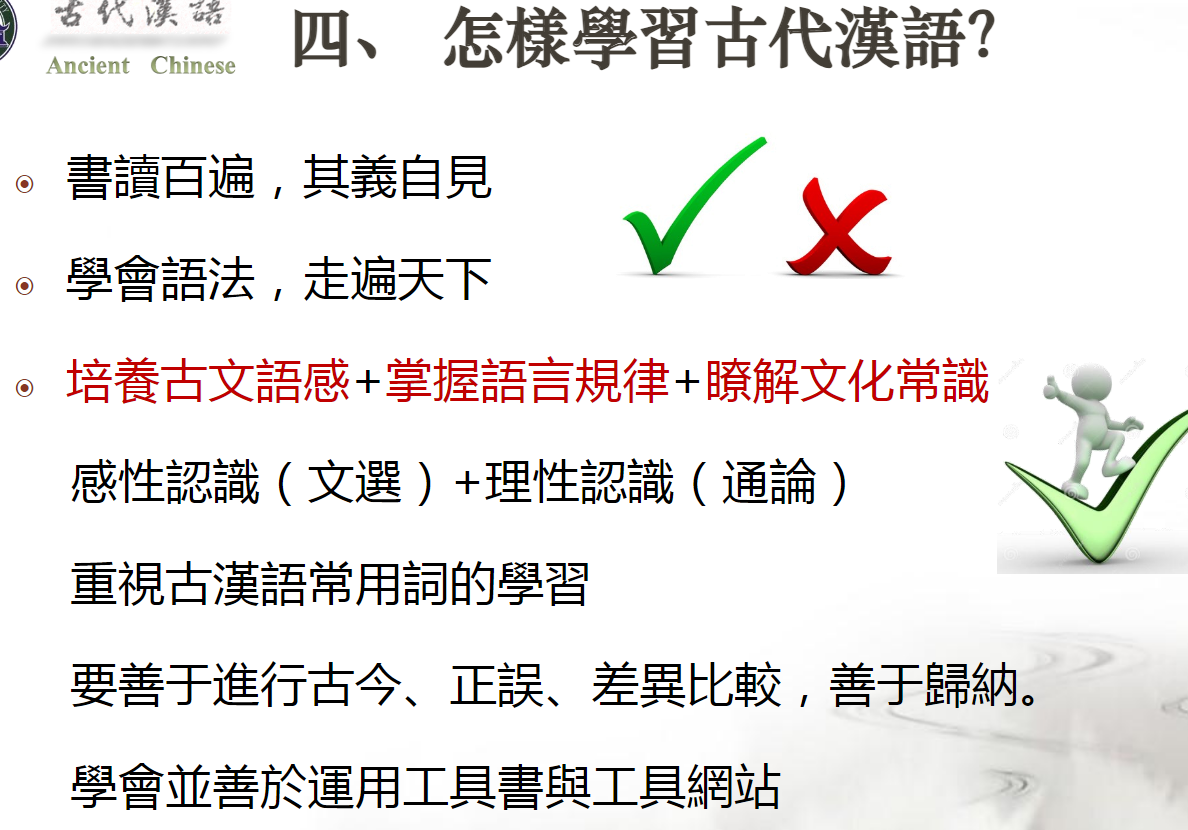 古代漢語
Ancient Chinese
四、 怎樣學習古代漢語?
書讀百遍，其義自見
學會語法，走遍天下
培養古文語感+掌握語言規律+瞭解文化常識
感性認識（文選）+理性認識（通論）
重視古漢語常用詞的學習
要善于進行古今、正誤、差異比較，善于歸納。
學會並善於運用工具書與工具網站